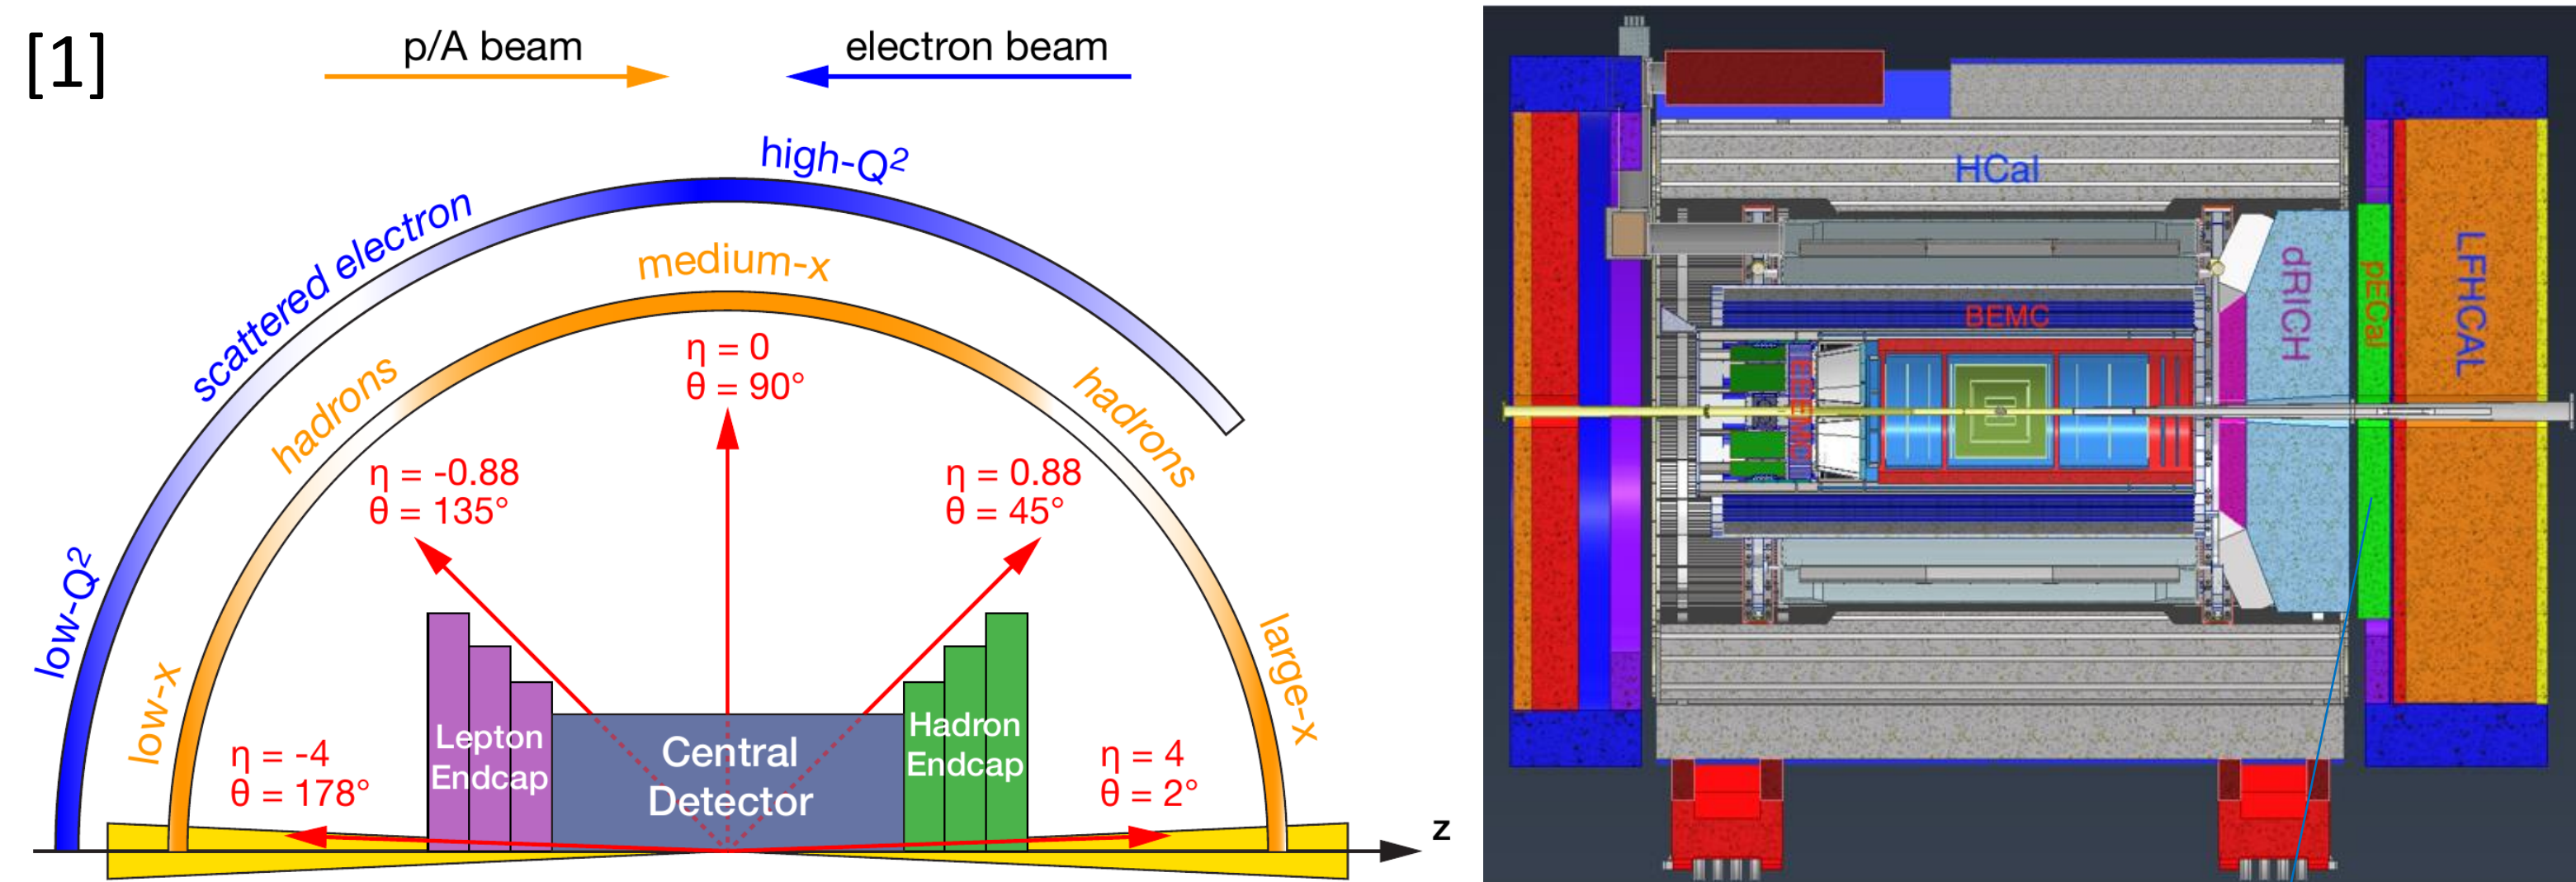 [1]
p/A beam
electron beam
high-Q²
scattered electron
medium-x
hadrons
hadrons
η = 0
θ = 90°
η = -0.88
θ = 135°
η = 0.88
θ = 45°
low-Q²
low-x
large-x
Lepton
Endcap
Central
Detector
Hadron
Endcap
η = -4
θ = 178°
η = 4
θ = 2°
z
HCal
BEMC
dRICH
pECal
LFHCAL